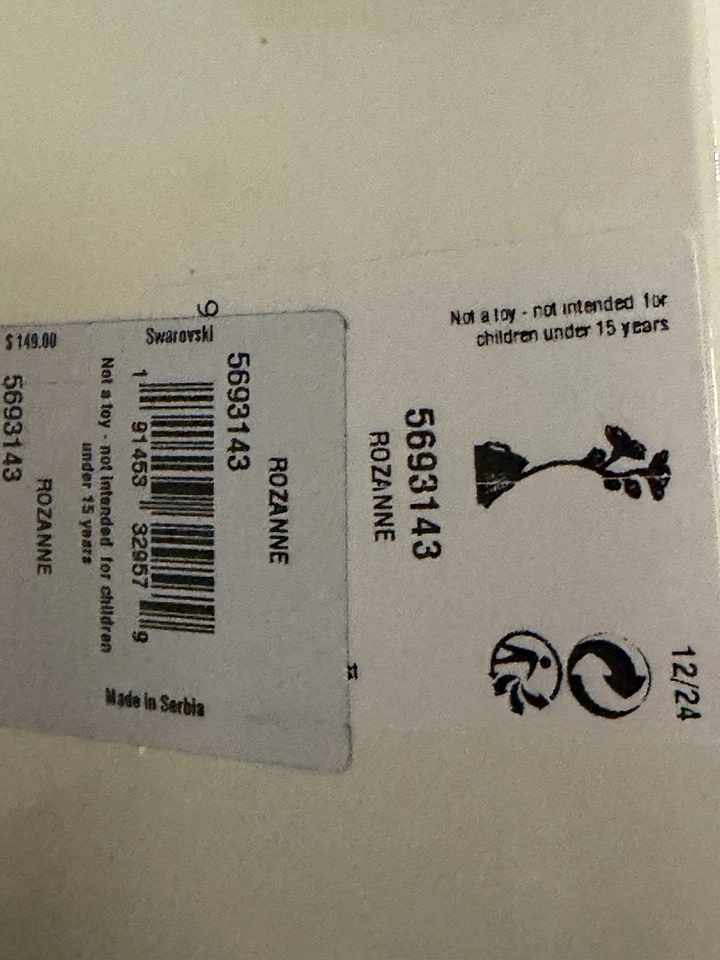 Not a toy - not intended for
children under 15 years
5693143
ROZANNE
12/24
9
ROZANNE
5693143
Swarovski
1 91453 32957 9
Not a toy - not intended for children
under 15 years
Made in Serbia
$149.00
ROZANNE
5693143